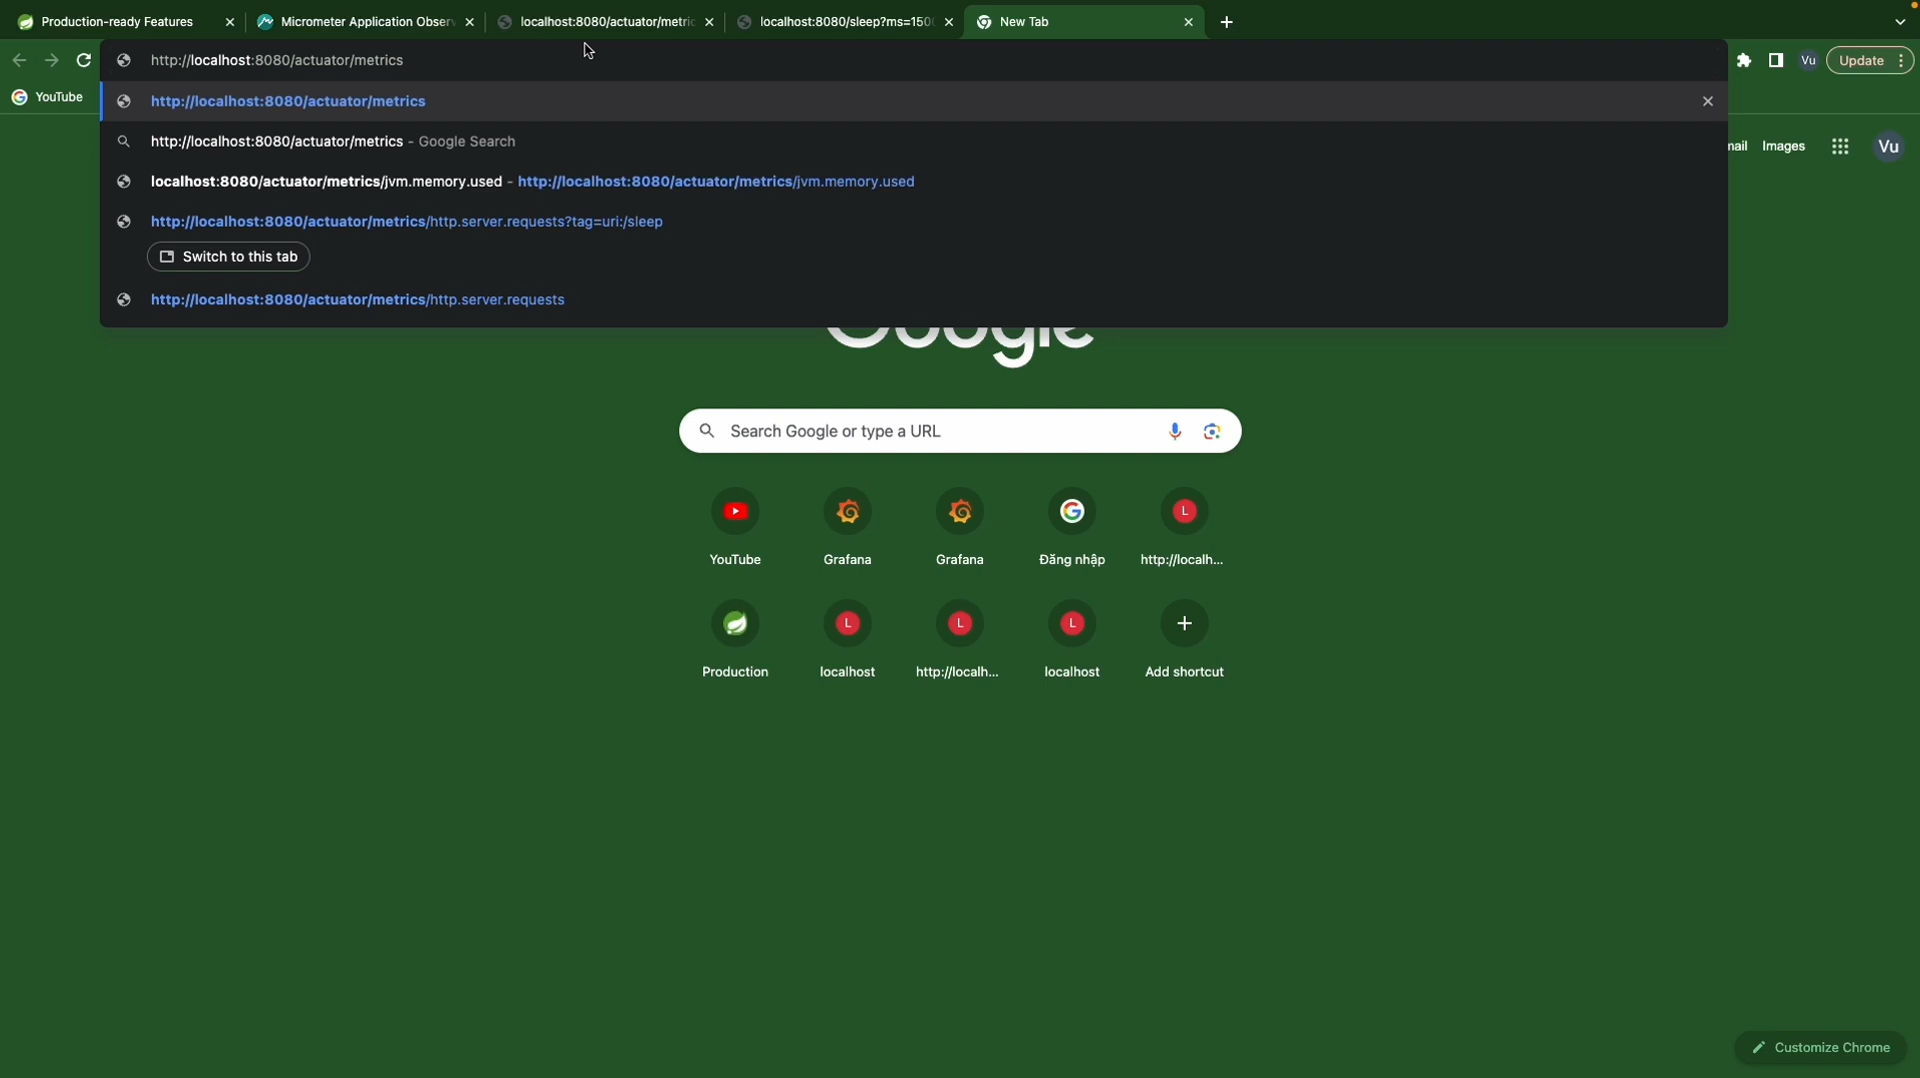 Production-ready Features
Micrometer Application Obser
localhost:8080/actuator/metric
localhost:8080/sleep?ms=150
New Tab
http://localhost:8080/actuator/metrics
Vu
Update
YouTube
http://localhost:8080/actuator/metrics
http://localhost:8080/actuator/metrics - Google Search
mail
Images
Vu
localhost:8080/actuator/metrics/jvm.memory.used - http://localhost:8080/actuator/metrics/jvm.memory.used
http://localhost:8080/actuator/metrics/http.server.requests?tag=uri:/sleep
Switch to this tab
http://localhost:8080/actuator/metrics/http.server.requests
Google
Search Google or type a URL
L
YouTube
Grafana
Grafana
Đăng nhập
http://localh...
L
L
L
Production
localhost
http://localh...
localhost
Add shortcut
Customize Chrome